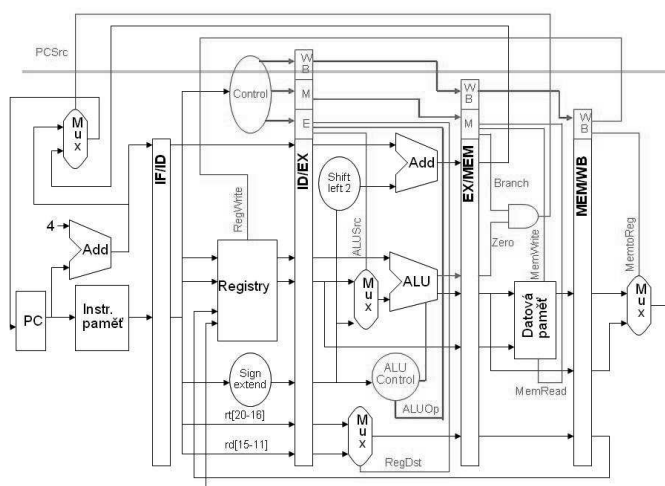 PCSrc
Mux
4
Add
PC
Instr.
paměť
IF/ID
Control
WB
M
E
ID/EX
RegWrite
Registry
Sign
extend
rt[20-16]
rd[15-11]
Shift
left 2
ALUSrc
Mux
Add
ALU
ALU
Control
ALUOp
Mux
RegDst
WB
M
EX/MEM
Branch
Zero
MemWrite
Datová
paměť
MemRead
WB
MEM/WB
MemtoReg
Mux